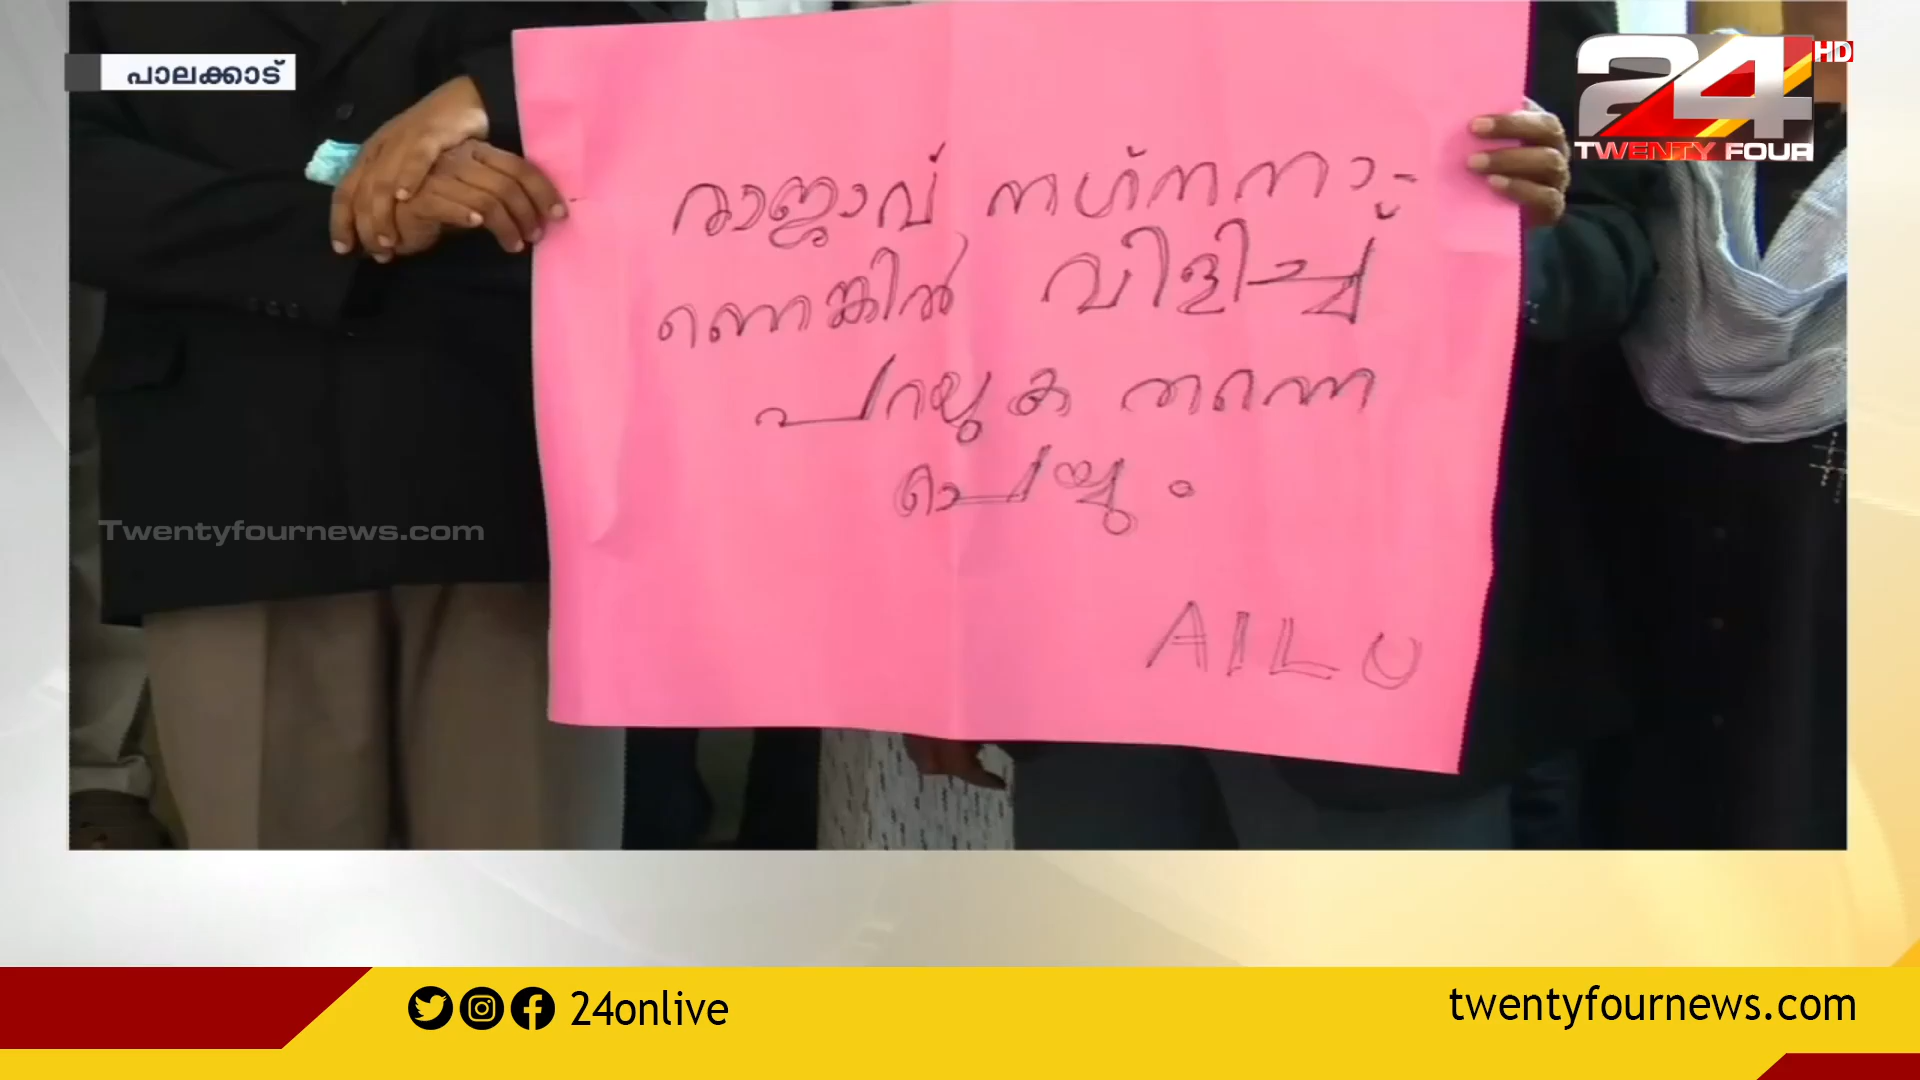 പാലക്കാട്
24 HD
TWENTY FOUR
രാജാവ് നഗ്നനാ-
ണെങ്കിൽ വിളിച്ച്
പറയുക തന്നെ
ചെയ്യും
AILU
Twentyfournews.com
24onlive
twentyfournews.com